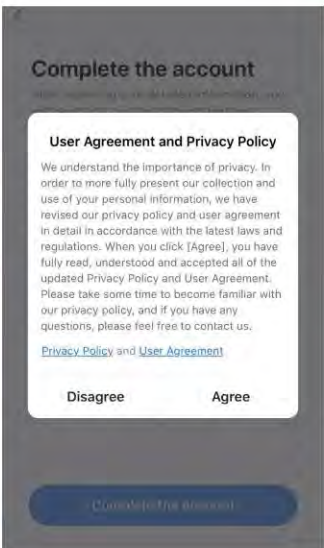 Complete the account
User Agreement and Privacy Policy
We understand the importance of privacy. In
order to more fully present our collection and
use of your personal information, we have
revised our privacy policy and user agreement
in detail in accordance with the latest laws and
regulations. When you click [Agree], you have
fully read, understood and accepted all of the
updated Privacy Policy and User Agreement.
Please take some time to become familiar with
our privacy policy, and if you have any
questions, please feel free to contact us.
Privacy Policy and User Agreement
Disagree Agree
Complete the account